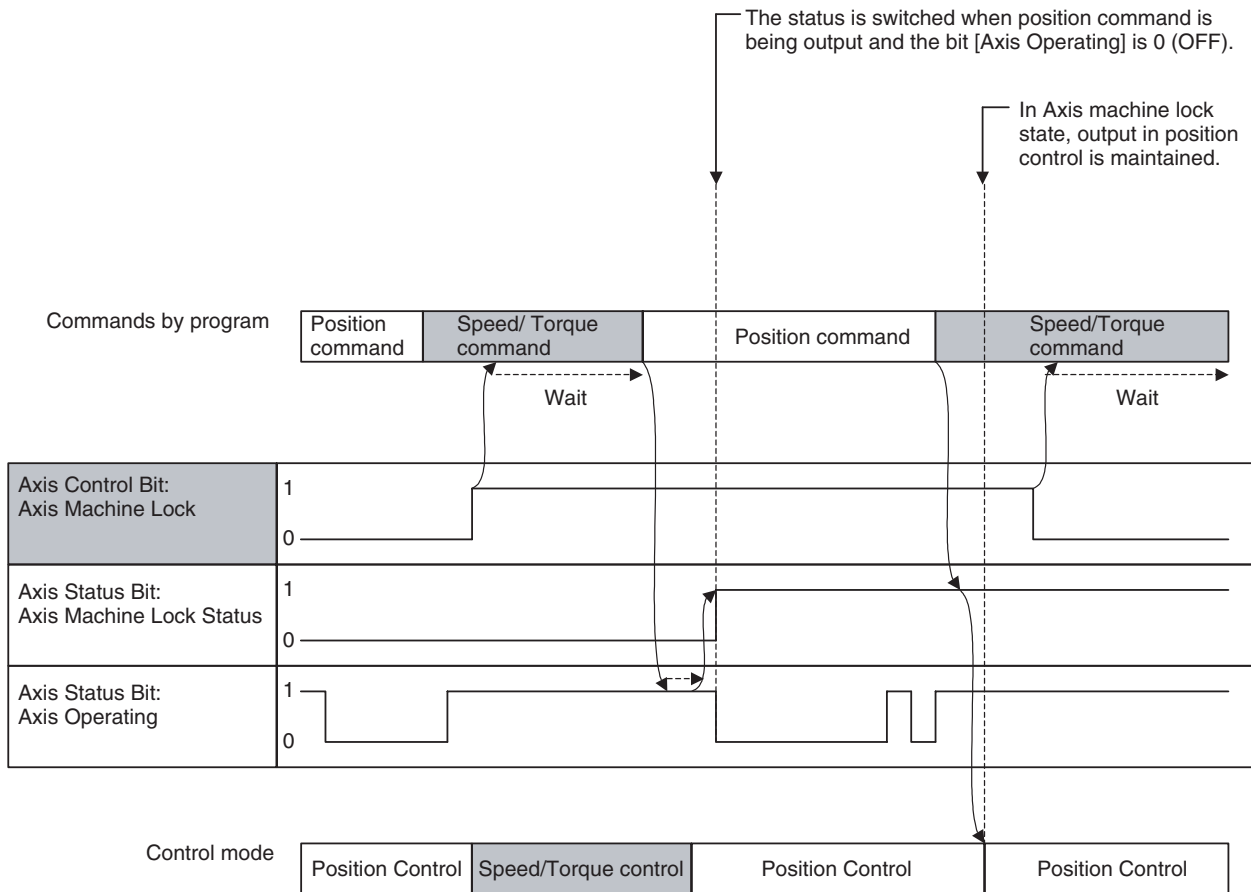 The status is switched when position command is
being output and the bit [Axis Operating] is 0 (OFF).
In Axis machine lock
state, output in position
control is maintained.
Commands by program
Position
command
Speed/ Torque
command
Position command
Speed/Torque
command
Wait
Wait
Axis Control Bit:
Axis Machine Lock
1
0
Axis Status Bit:
Axis Machine Lock Status
1
0
Axis Status Bit:
Axis Operating
1
0
Control mode
Position Control
Speed/Torque control
Position Control
Position Control